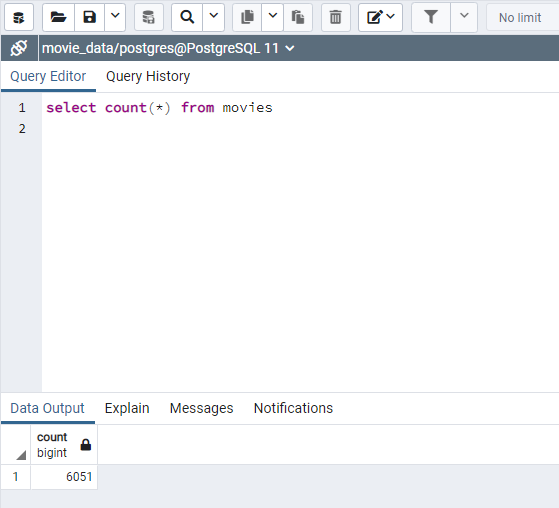 No limit
movie_data/postgres@PostgreSQL 11
Query Editor Query History
1 select count(*) from movies
2
Data Output Explain Messages Notifications
count
bigint
1 6051